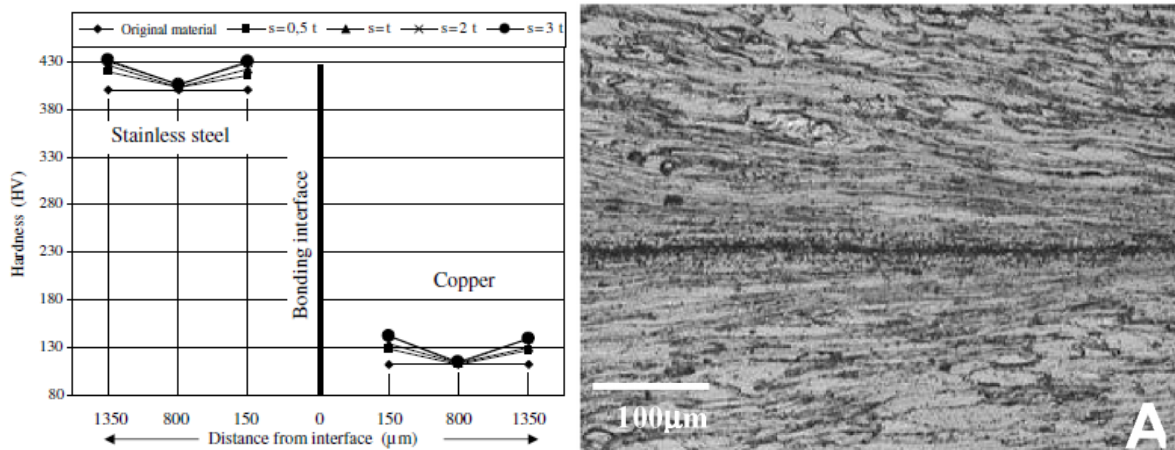 Original material s=0,5 t s=t s=2 t s=3 t
430
380
330
280
230
180
130
80
Hardness (HV)
Stainless steel
Bonding interface
Copper
1350 800 150 0 150 800 1350
Distance from interface (µm)
100µm
A